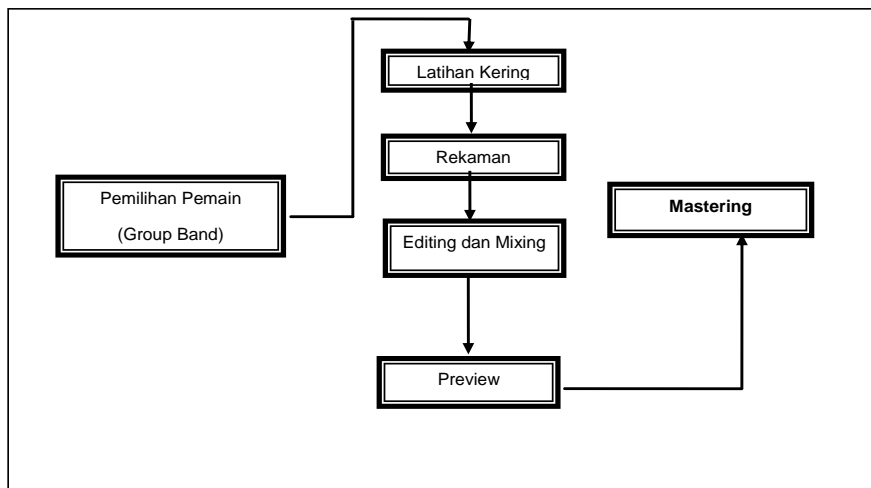 Pemilihan Pemain
(Group Band)
Latihan Kering
Rekaman
Editing dan Mixing
Preview
Mastering